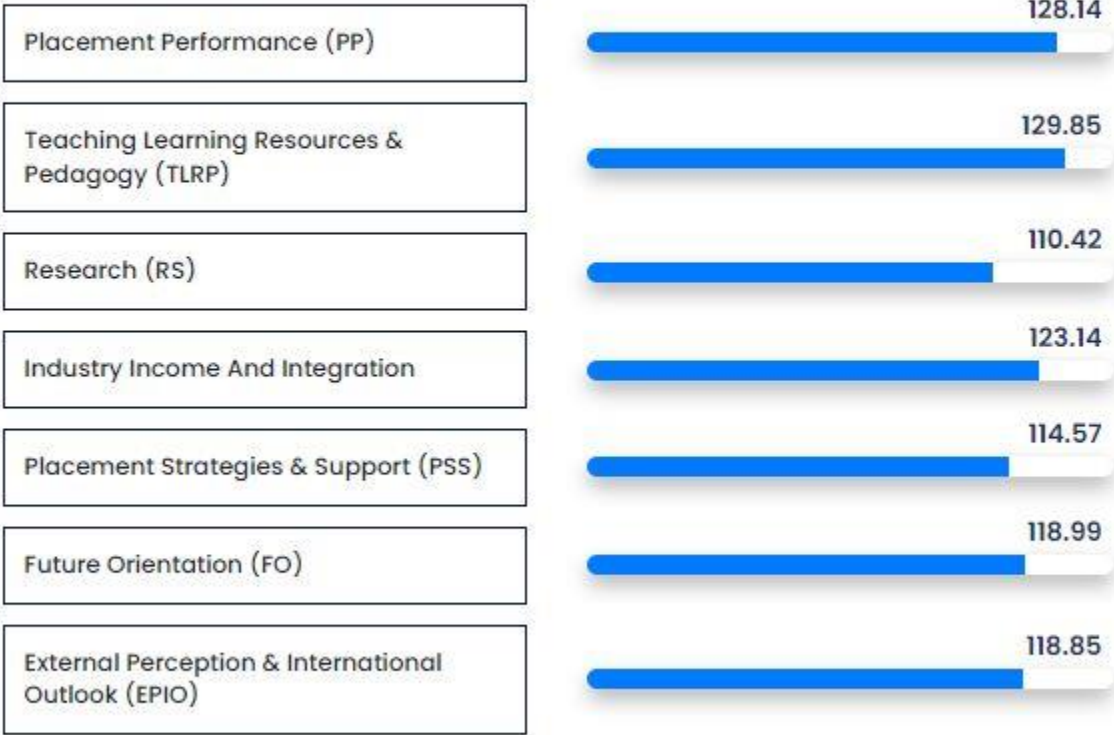 128.14
Placement Performance (PP)
129.85
Teaching Learning Resources &
Pedagogy (TLRP)
110.42
Research (RS)
123.14
Industry Income And Integration
114.57
Placement Strategies & Support (PSS)
118.99
Future Orientation (FO)
118.85
External Perception & International
Outlook (EPIO)